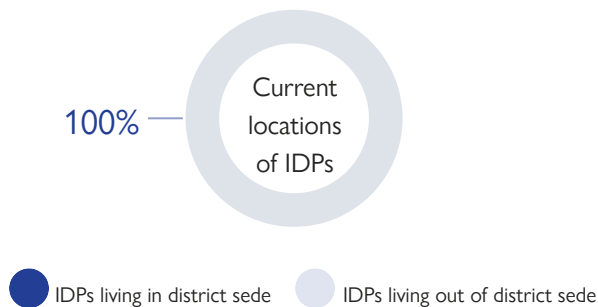 Current
locations
of IDPs
100%
IDPs living in district sede
IDPs living out of district sede